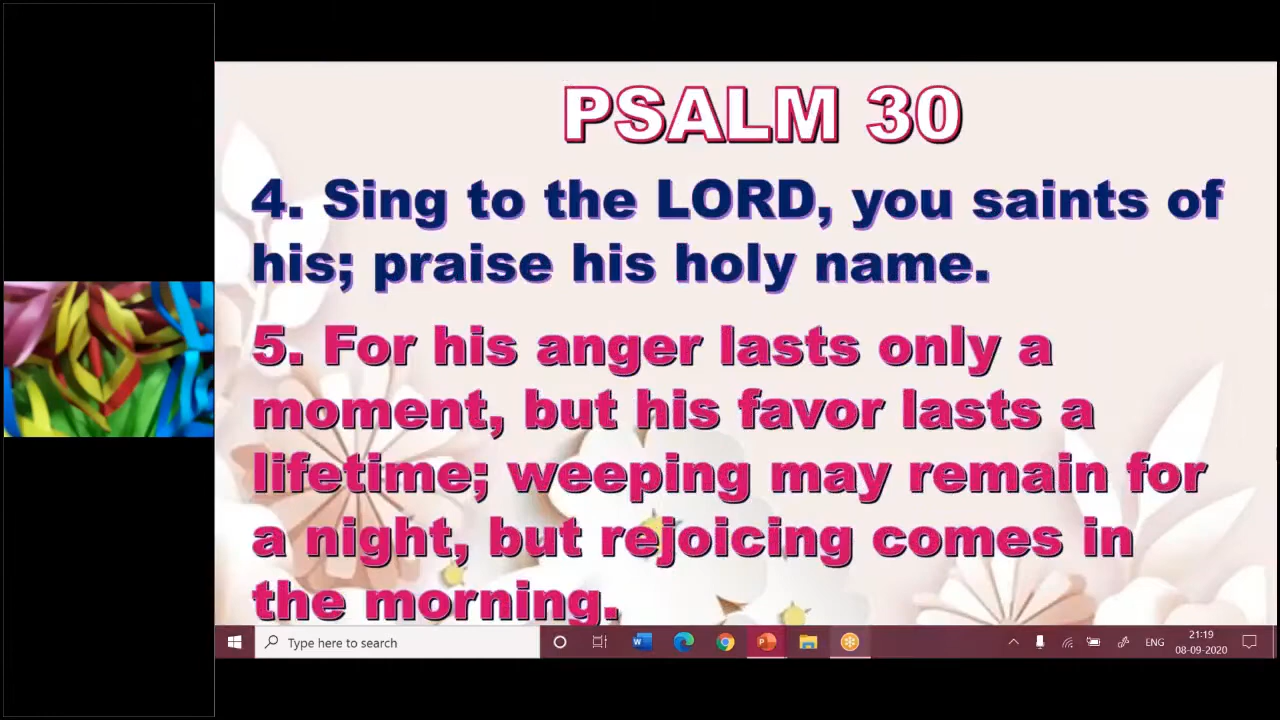 PSALM 30
4. Sing to the LORD, you saints of
his; praise his holy name.
5. For his anger lasts only a
moment, but his favor lasts a
lifetime; weeping may remain for
a night, but rejoicing comes in
the morning.
Type here to search
ENG
21:19
08-09-2020